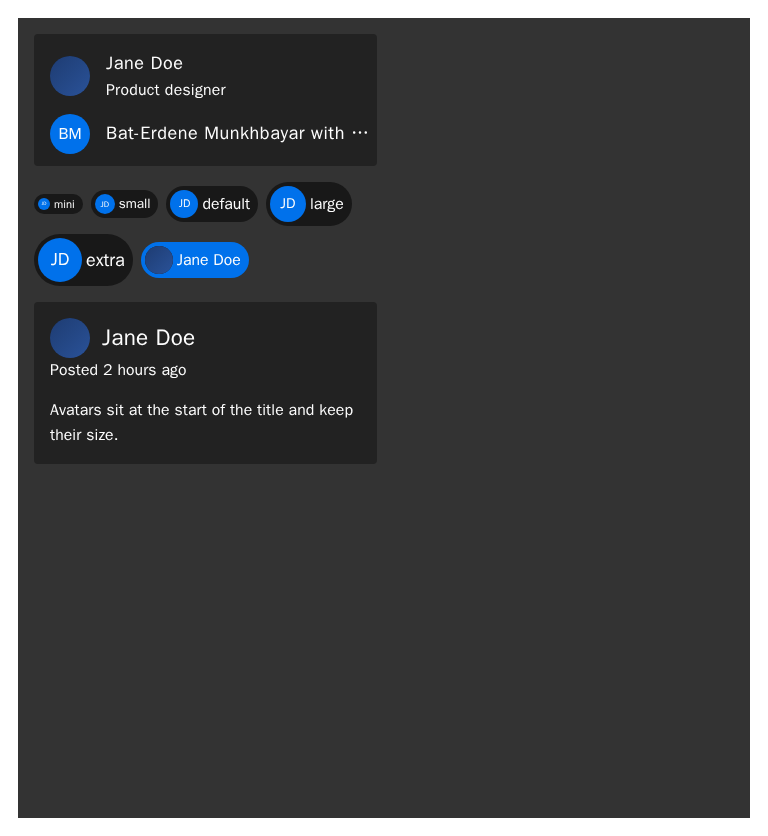 Jane Doe
Product designer
BM Bat-Erdene Munkhbayar with …
JD mini JD small JD default JD large
JD extra Jane Doe
Jane Doe
Posted 2 hours ago
Avatars sit at the start of the title and keep
their size.